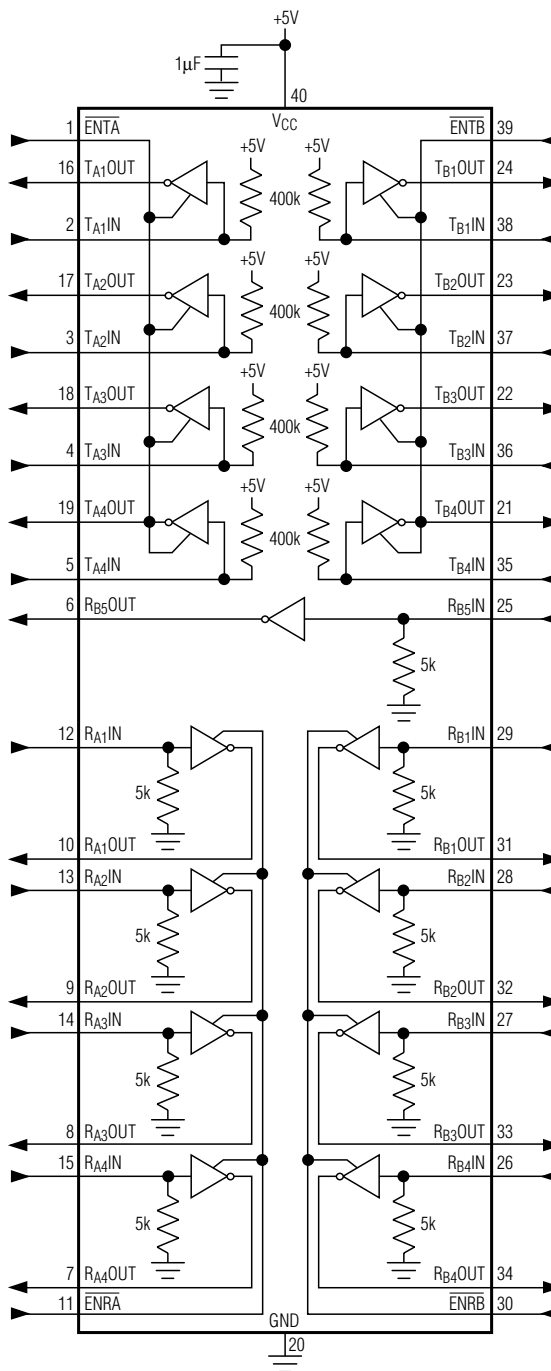 +5V
1µF
40
VCC
1 ENTA ENTB 39
16 TA1OUT +5V +5V TB1OUT 24
400k
2 TA1IN TB1IN 38
17 TA2OUT +5V +5V TB2OUT 23
400k
3 TA2IN TB2IN 37
18 TA3OUT +5V +5V TB3OUT 22
400k
4 TA3IN TB3IN 36
19 TA4OUT +5V +5V TB4OUT 21
400k
5 TA4IN TB4IN 35
6 RB5OUT RB5IN 25
5k
12 RA1IN RB1IN 29
5k 5k
10 RA1OUT RB1OUT 31
13 RA2IN RB2IN 28
5k 5k
9 RA2OUT RB2OUT 32
14 RA3IN RB3IN 27
5k 5k
8 RA3OUT RB3OUT 33
15 RA4IN RB4IN 26
5k 5k
7 RA4OUT RB4OUT 34
11 ENRA ENRB 30
GND
20